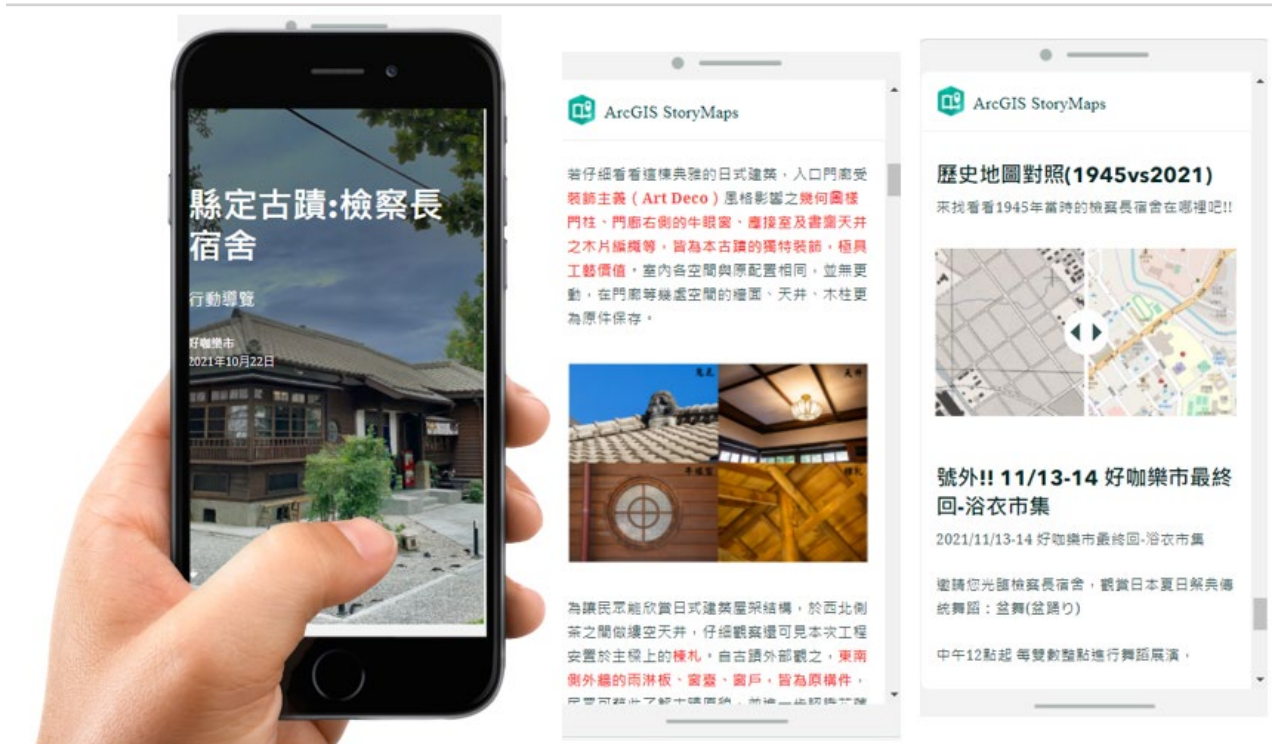 縣定古蹟:檢察長
宿舍
行動導覽
好咖樂市
2021年10月22日
ArcGIS StoryMaps
若仔細看看這棟典雅的日式建築，入口門廊受
裝飾主義（Art Deco）風格影響之幾何圖樣
門柱、門廊右側的牛眼窗、應接室及書齋天井
之木片編織等，皆為本古蹟的獨特裝飾，極具
工藝價值。室內各空間與原配置相同，並無更
動，在門廊等幾處空間的牆面、天井、木柱更
為原件保存。
鬼瓦
天井
牛眼窗
棟札
為讓民眾能欣賞日式建築屋架結構，於西北側
茶之間做縷空天井，仔細觀察還可見本次工程
安置於主樑上的棟札。自古蹟外部觀之，東南
側外牆的雨淋板、窗臺、窗戶，皆為原構件，
ArcGIS StoryMaps
歷史地圖對照(1945vs2021)
來找看看1945年當時的檢察長宿舍在哪裡吧!!
號外!! 11/13-14 好咖樂市最終
回-浴衣市集
2021/11/13-14 好咖樂市最終回-浴衣市集
邀請您光臨檢察長宿舍，觀賞日本夏日祭典傳
統舞蹈：盆舞(盆踊り)
中午12點起 每雙數整點進行舞蹈展演，